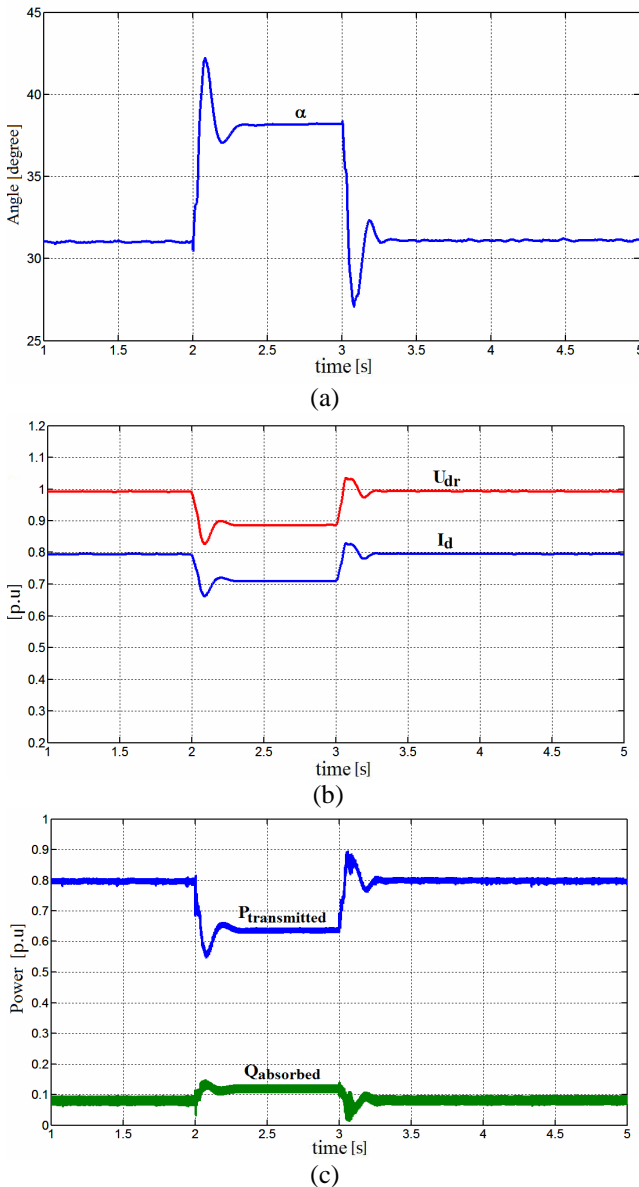 45
40
35
30
25
Angle [degree]
α
1 1.5 2 2.5 3 3.5 4 4.5 5
time [s]
(a)
1.2
1.1
1
0.9
0.8
0.7
0.6
0.5
0.4
0.3
0.2
[p.u]
U_dr
I_d
1 1.5 2 2.5 3 3.5 4 4.5 5
time [s]
(b)
1
0.9
0.8
0.7
0.6
0.5
0.4
0.3
0.2
0.1
0
Power [p.u]
P_transmitted
Q_absorbed
1 1.5 2 2.5 3 3.5 4 4.5 5
time [s]
(c)